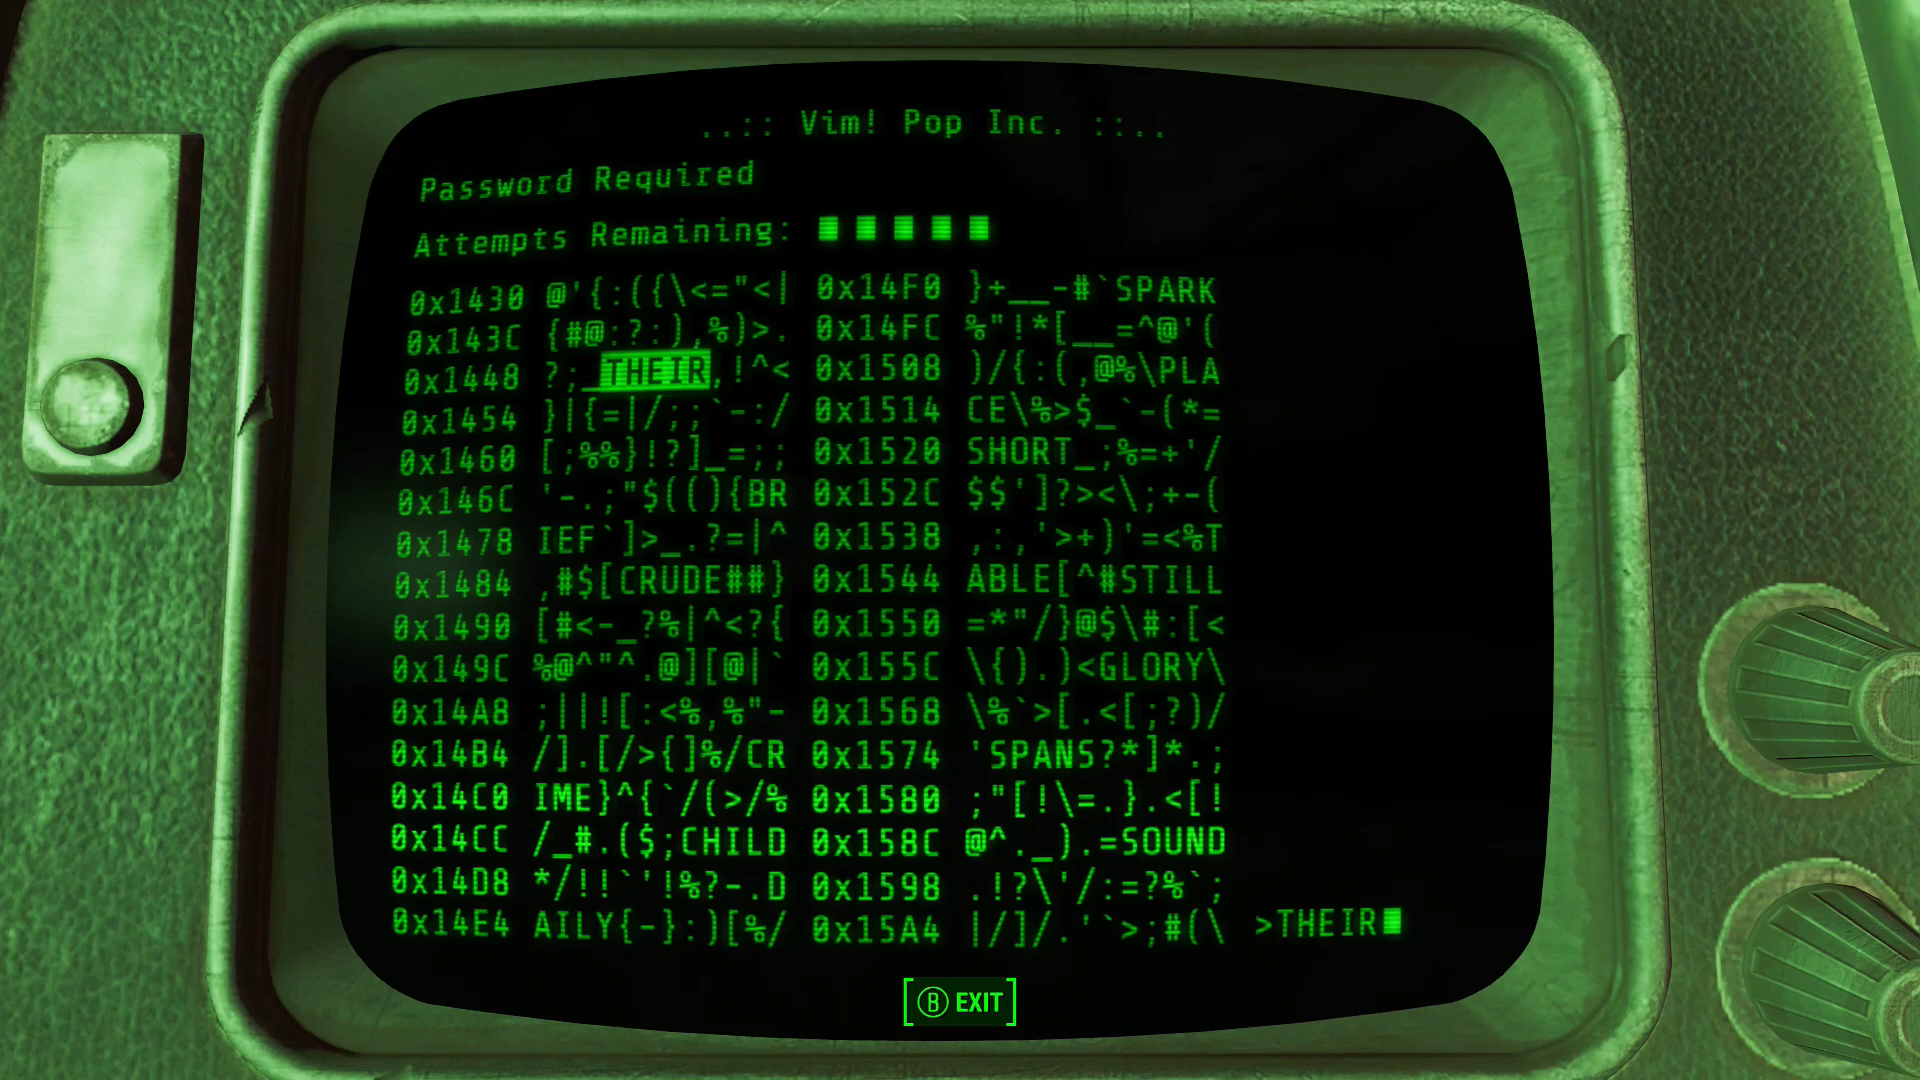 ..:: Vim! Pop Inc. ::..
Password Required
Attempts Remaining:
0x1430 @'{:({\<="<|
0x143C {#@:?:),%)>.
0x1448 ?;_THEIR,!^<
0x1454 }|{=|/;;`-:/
0x1460 [;%%}!?]_=;;
0x146C '-.;"$((){BR
0x1478 IEF`]>_.?=|^
0x1484 ,#$[CRUDE##}
0x1490 [#<-_?%|^<?{
0x149C %@^"^.@][@|`
0x14A8 ;||![:<%,%"-
0x14B4 /].[/>{]%/CR
0x14C0 IME}^{`/(>/%
0x14CC /_#.($;CHILD
0x14D8 */!!`'!%?-.D
0x14E4 AILY{-}:)[%/
0x14F0 }+__-#`SPARK
0x14FC %"!*[__=^@'(
0x1508 )/{:(,@%\PLA
0x1514 CE\%>$_`-(*=
0x1520 SHORT_;%=+'/
0x152C $$']?><\;+-(
0x1538 ,:,'>+)'=<%T
0x1544 ABLE[^#STILL
0x1550 =*"/}@$\#:[<
0x155C \{).)<GLORY\
0x1568 \%`>[.<[;?)/
0x1574 'SPANS?*]*.;
0x1580 ;"[!\=.}.<[!
0x158C @^._).=SOUND
0x1598 .!?\'/:=?%`;
0x15A4 |/]/.'`>;#(\
>THEIR
B EXIT